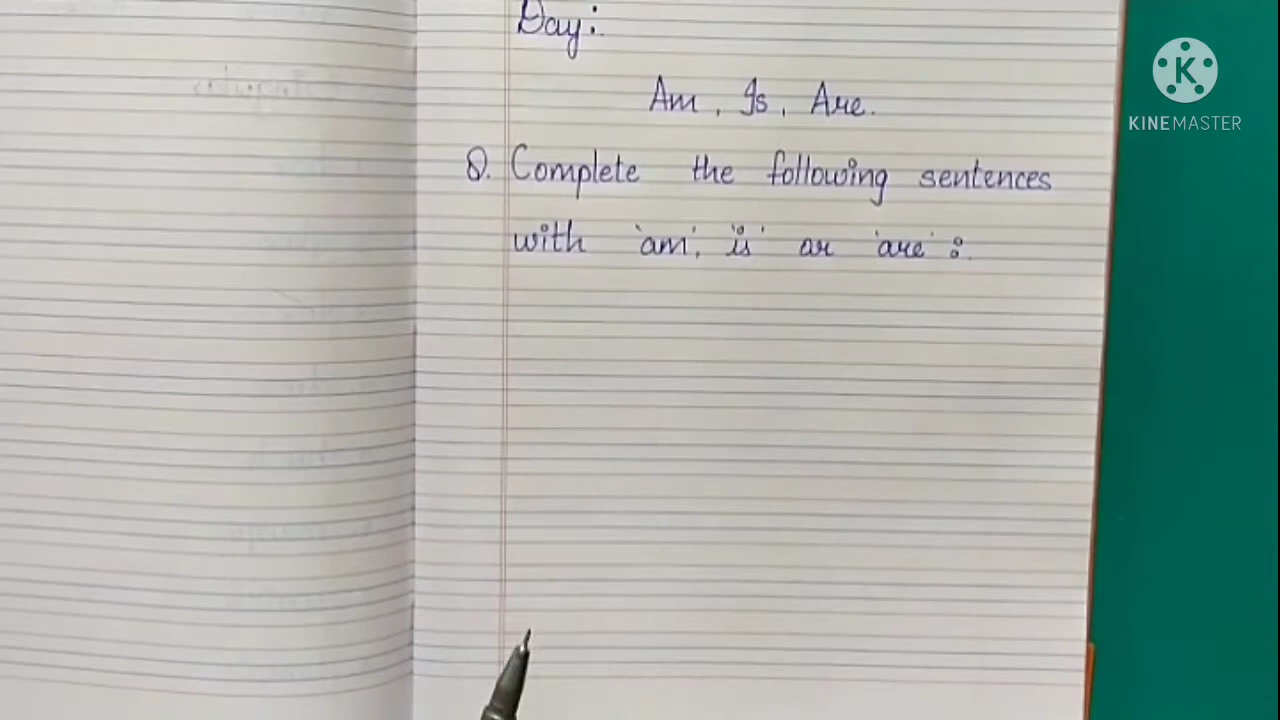 Day:
Am, Is, Are.
Q. Complete the following sentences
with 'am', 'is' or 'are':
K
KINEMASTER